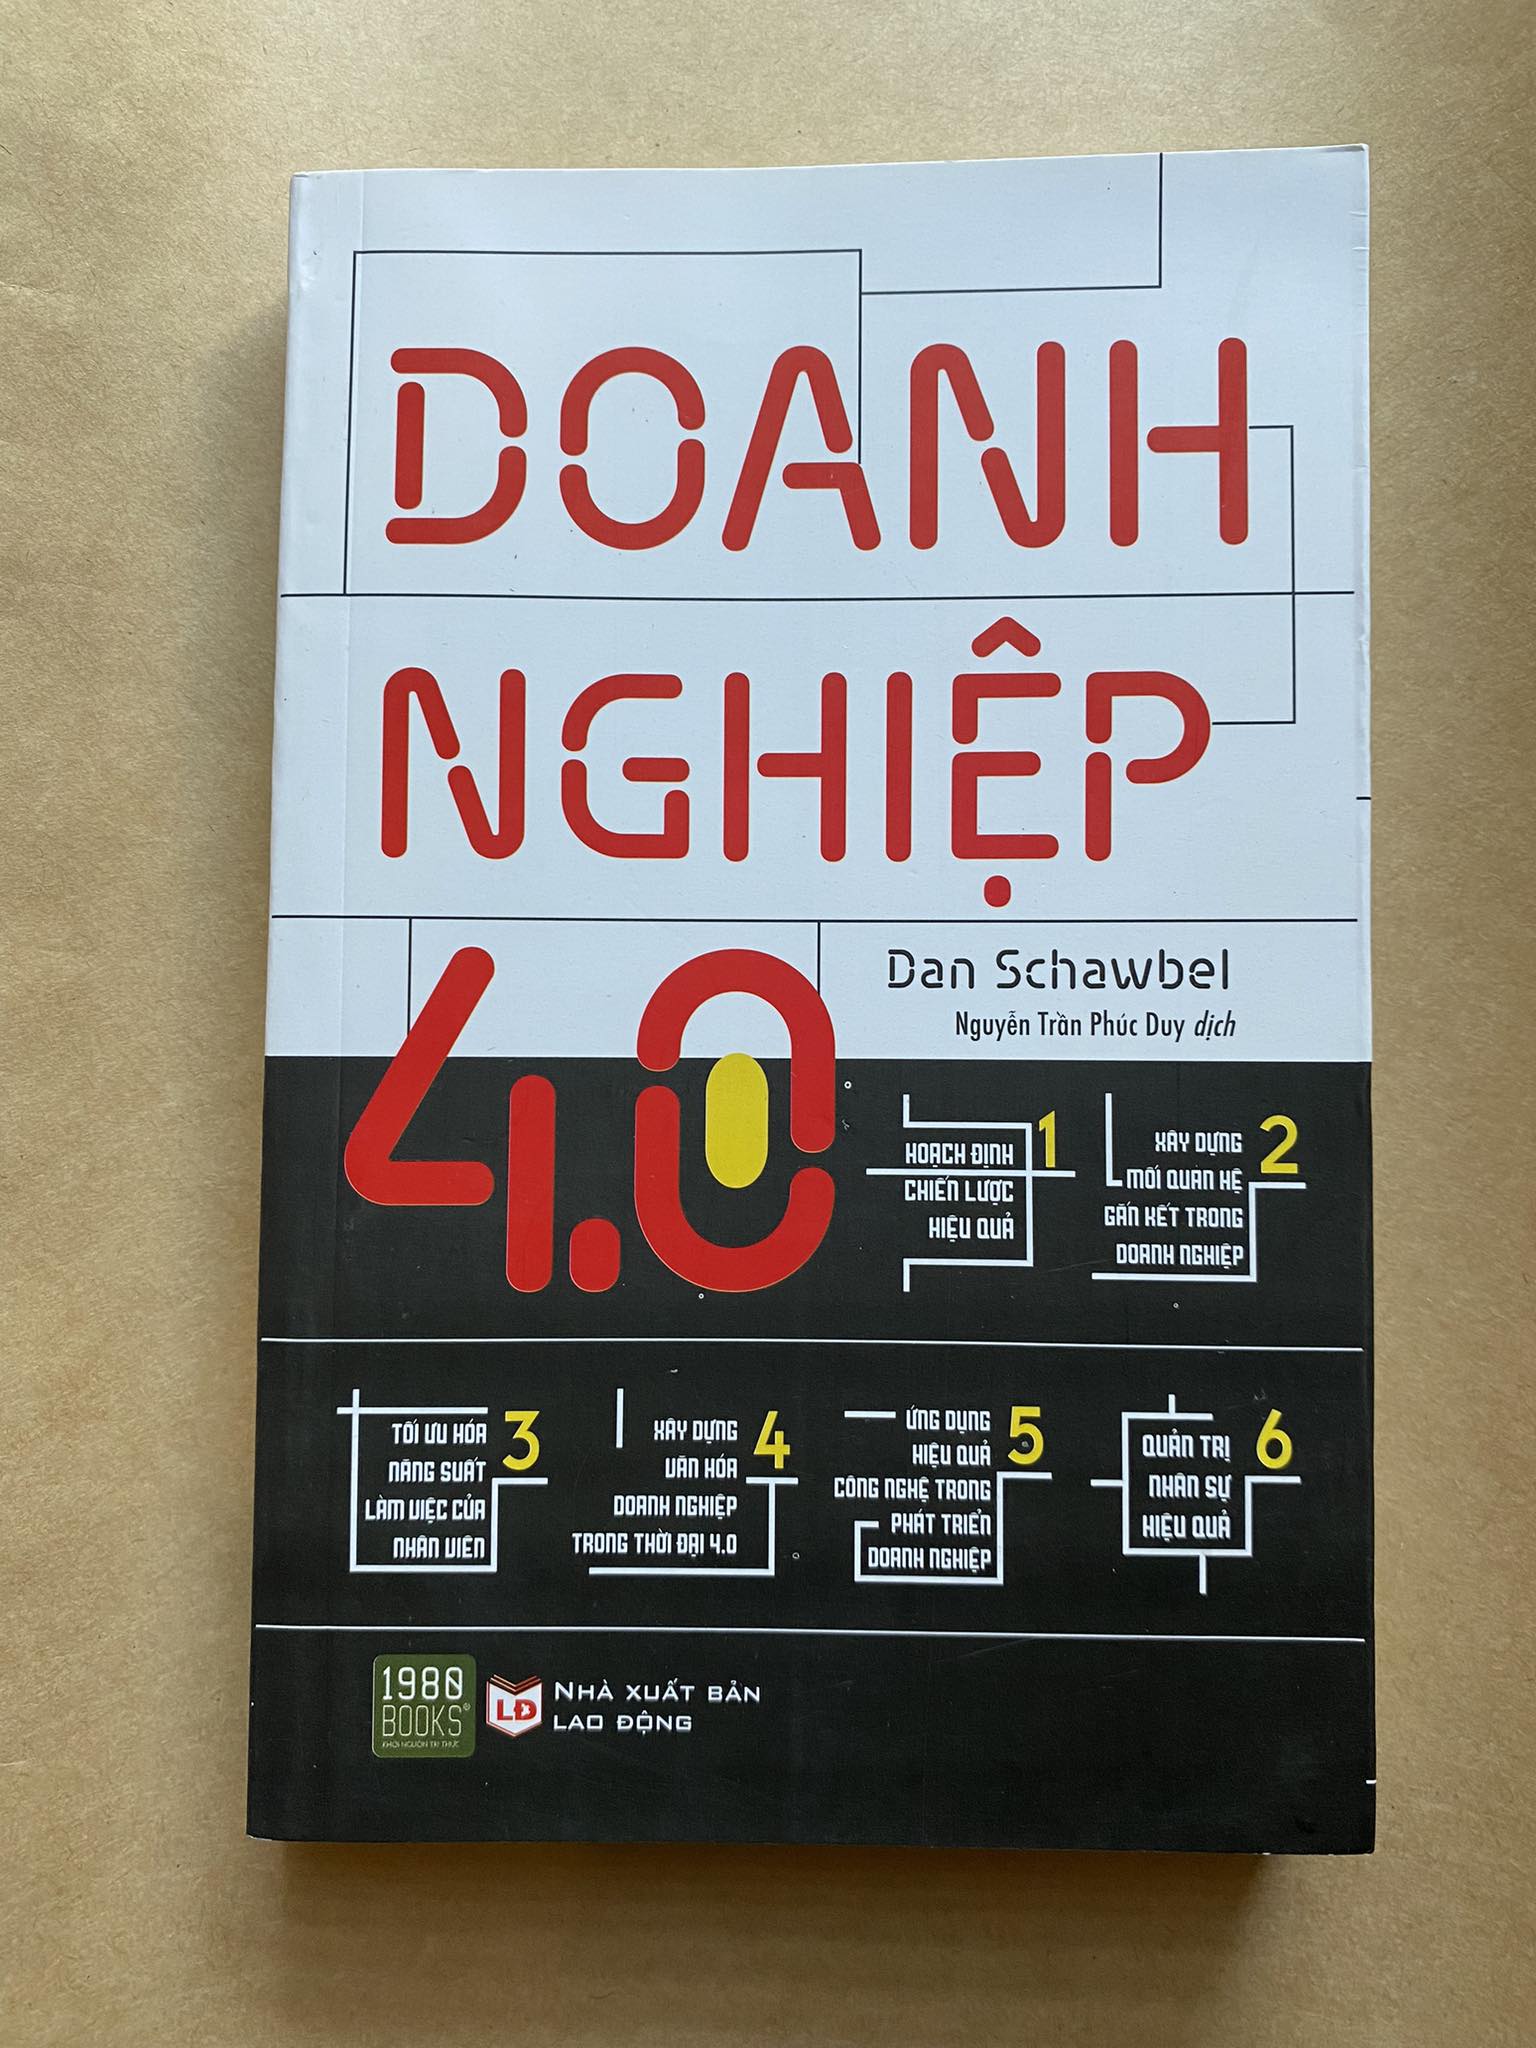 DOANH
NGHIỆP
4.0
Dan Schawbel
Nguyễn Trần Phúc Duy dịch
1
HOẠCH ĐỊNH
CHIẾN LƯỢC
HIỆU QUẢ
2
XÂY DỰNG
MỐI QUAN HỆ
GẮN KẾT TRONG
DOANH NGHIỆP
3
TỐI ƯU HÓA
NĂNG SUẤT
LÀM VIỆC CỦA
NHÂN VIÊN
4
XÂY DỰNG
VĂN HÓA
DOANH NGHIỆP
TRONG THỜI ĐẠI 4.0
5
ỨNG DỤNG
HIỆU QUẢ
CÔNG NGHỆ TRONG
PHÁT TRIỂN
DOANH NGHIỆP
6
QUẢN TRỊ
NHÂN SỰ
HIỆU QUẢ
1980
BOOKS®
KHƠI NGUỒN TRI THỨC
LĐ
NHÀ XUẤT BẢN
LAO ĐỘNG